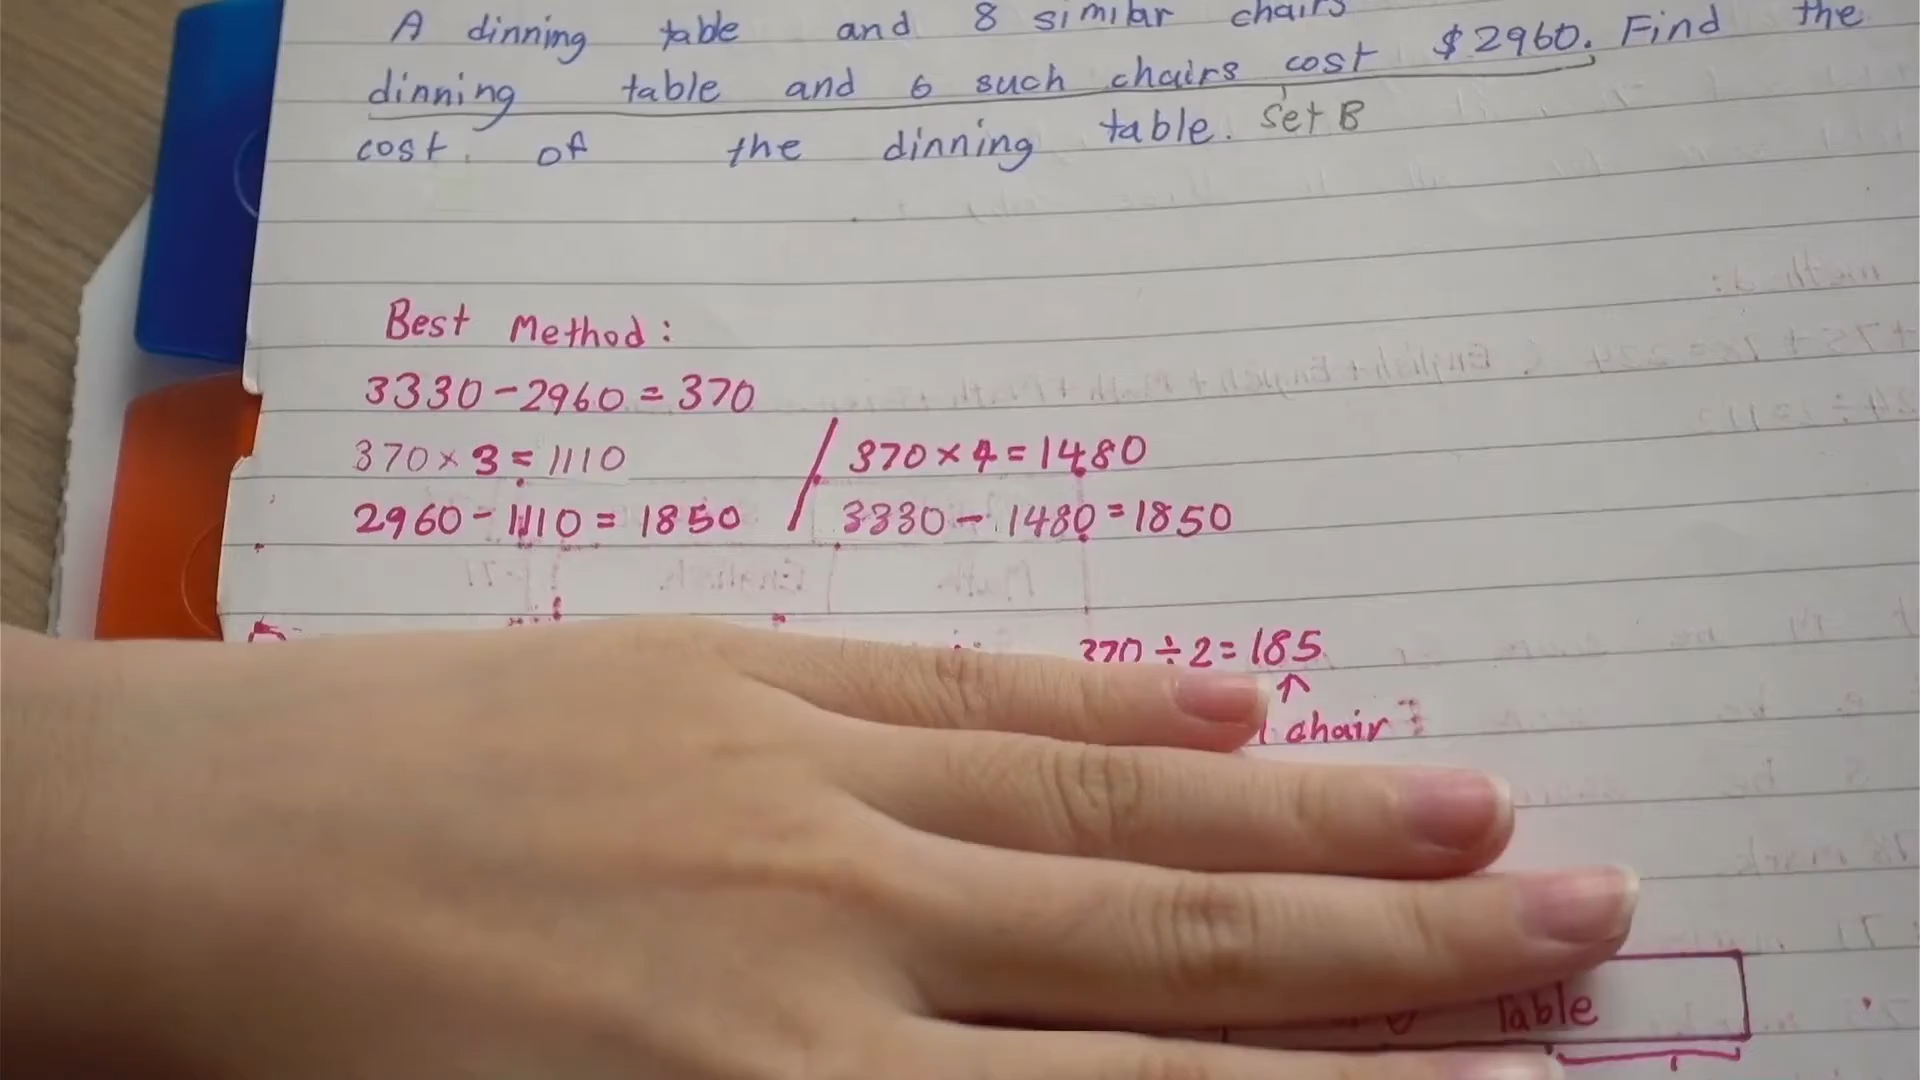 A dinning table and 8 similar chairs
dinning table and 6 such chairs cost $2960. Find the
cost of the dinning table. Set B
Best Method:
3330-2960=370
370×3=1110 / 370×4=1480
2960-1110=1850 / 3330-1480=1850
370÷2=185
↑
1 chair
Table